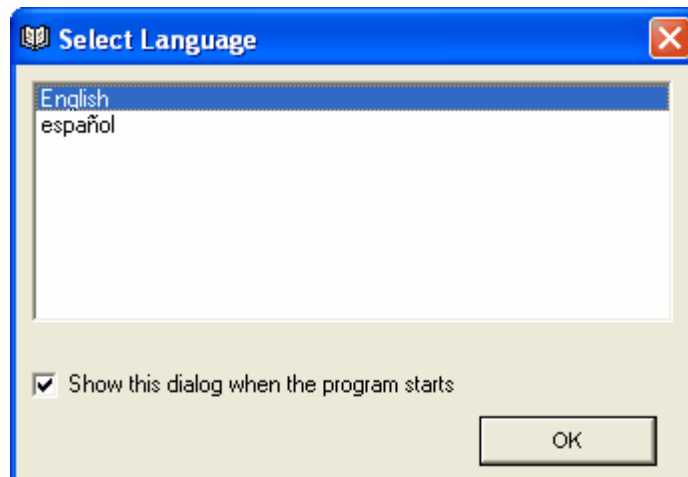 Select Language
English
español
Show this dialog when the program starts
OK